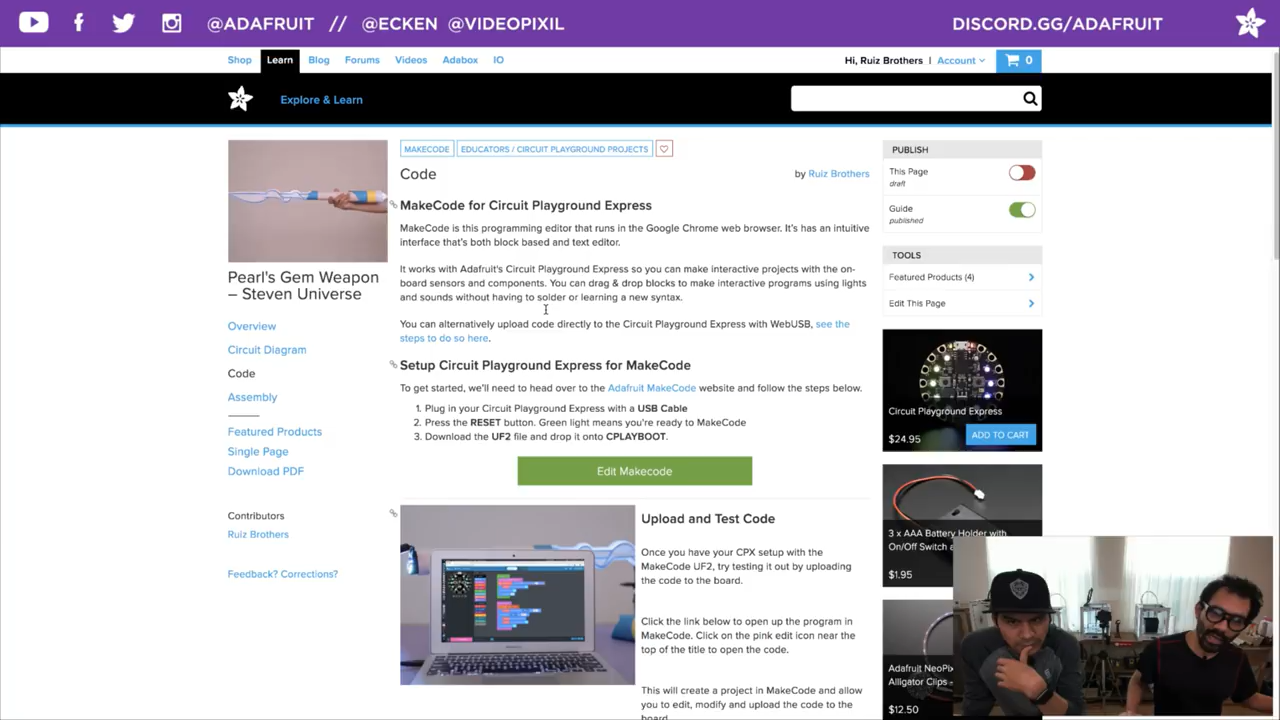 @ADAFRUIT // @ECKEN @VIDEOPIXIL
DISCORD.GG/ADAFRUIT
Shop Learn Blog Forums Videos Adabox IO
Hi, Ruiz Brothers | Account 0
Explore & Learn
MAKECODE EDUCATORS / CIRCUIT PLAYGROUND PROJECTS
Code
by Ruiz Brothers
MakeCode for Circuit Playground Express
MakeCode is this programming editor that runs in the Google Chrome web browser. It's has an intuitive
interface that's both block based and text editor.
It works with Adafruit's Circuit Playground Express so you can make interactive projects with the on-
board sensors and components. You can drag & drop blocks to make interactive programs using lights
and sounds without having to solder or learning a new syntax.
You can alternatively upload code directly to the Circuit Playground Express with WebUSB, see the
steps to do so here.
Setup Circuit Playground Express for MakeCode
To get started, we'll need to head over to the Adafruit MakeCode website and follow the steps below.
1. Plug in your Circuit Playground Express with a USB Cable
2. Press the RESET button. Green light means you're ready to MakeCode
3. Download the UF2 file and drop it onto CPLAYBOOT.
Edit Makecode
Upload and Test Code
Once you have your CPX setup with the
MakeCode UF2, try testing it out by uploading
the code to the board.
Click the link below to open up the program in
MakeCode. Click on the pink edit icon near the
top of the title to open the code.
This will create a project in MakeCode and allow
you to edit, modify and upload the code to the
board.
Pearl's Gem Weapon
– Steven Universe
Overview
Circuit Diagram
Code
Assembly
Featured Products
Single Page
Download PDF
Contributors
Ruiz Brothers
Feedback? Corrections?
PUBLISH
This Page
draft
Guide
published
TOOLS
Featured Products (4)
Edit This Page
Circuit Playground Express
$24.95 ADD TO CART
3 x AAA Battery Holder with
On/Off Switch
$1.95
Adafruit
Alligator Clips -
$12.50